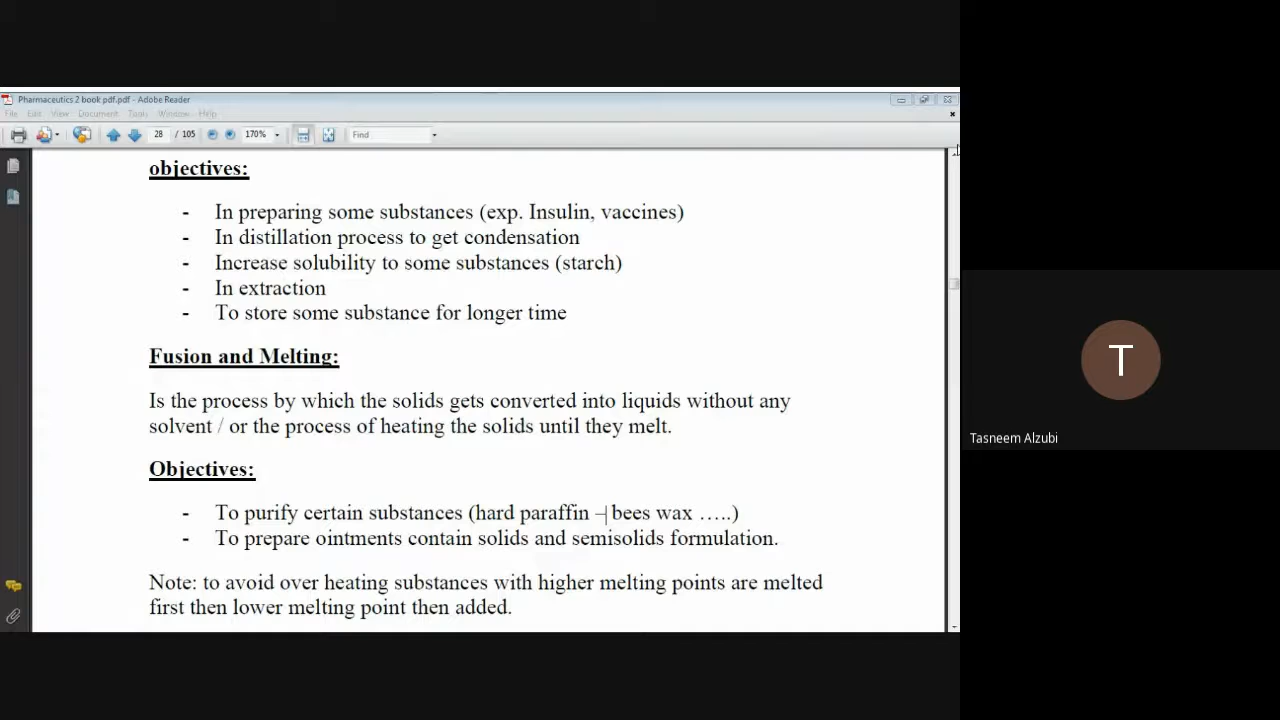 Pharmaceutics 2 book pdf.pdf - Adobe Reader
File Edit View Document Tools Window Help
28 / 105 170% Find
objectives:
- In preparing some substances (exp. Insulin, vaccines)
- In distillation process to get condensation
- Increase solubility to some substances (starch)
- In extraction
- To store some substance for longer time
Fusion and Melting:
Is the process by which the solids gets converted into liquids without any
solvent / or the process of heating the solids until they melt.
Objectives:
- To purify certain substances (hard paraffin – bees wax …..)
- To prepare ointments contain solids and semisolids formulation.
Note: to avoid over heating substances with higher melting points are melted
first then lower melting point then added.
T
Tasneem Alzubi